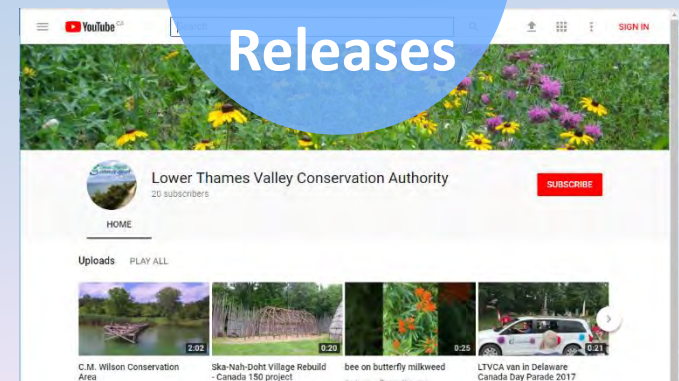 YouTube CA
Search
SIGN IN
Releases
Lower Thames Valley Conservation Authority
20 subscribers
SUBSCRIBE
HOME
Uploads PLAY ALL
2:02
0:20
0:25
0:21
C.M. Wilson Conservation
Area
Ska-Nah-Doht Village Rebuild
- Canada 150 project
bee on butterfly milkweed
LTVCA van in Delaware
Canada Day Parade 2017